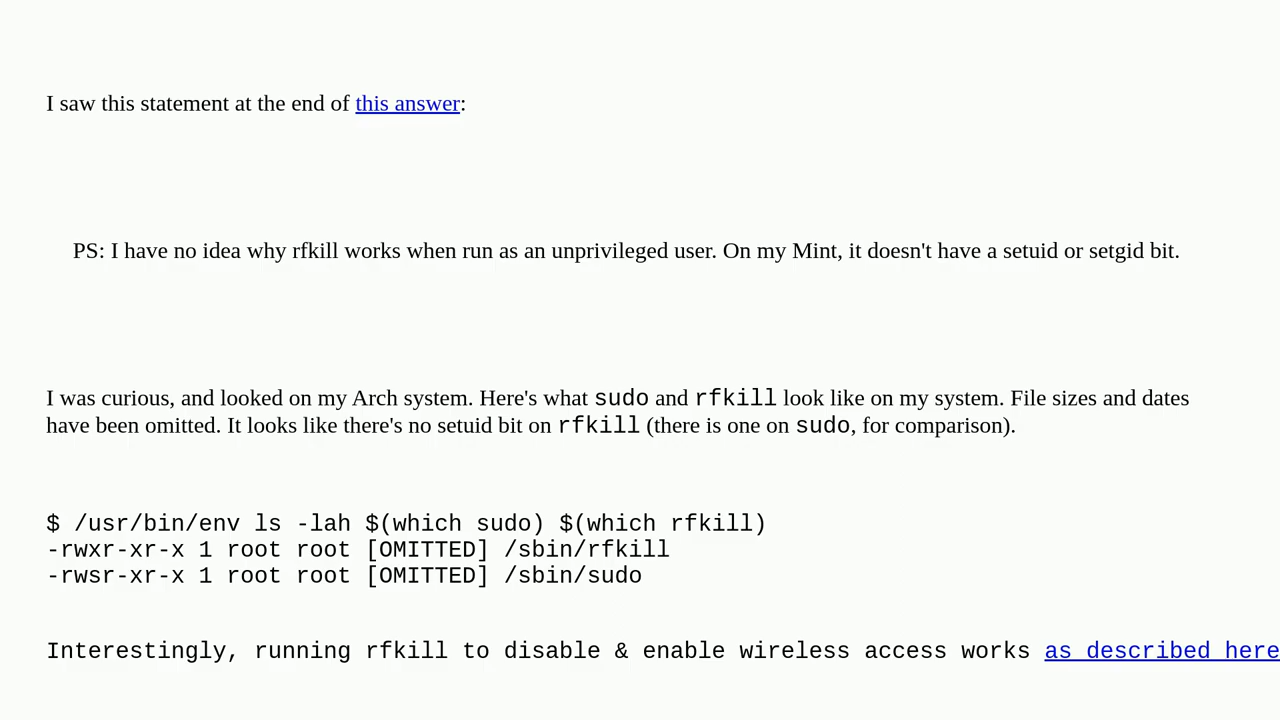 I saw this statement at the end of this answer:
PS: I have no idea why rfkill works when run as an unprivileged user. On my Mint, it doesn't have a setuid or setgid bit.
I was curious, and looked on my Arch system. Here's what sudo and rfkill look like on my system. File sizes and dates
have been omitted. It looks like there's no setuid bit on rfkill (there is one on sudo, for comparison).
$ /usr/bin/env ls -lah $(which sudo) $(which rfkill)
-rwxr-xr-x 1 root root [OMITTED] /sbin/rfkill
-rwsr-xr-x 1 root root [OMITTED] /sbin/sudo
Interestingly, running rfkill to disable & enable wireless access works as described here